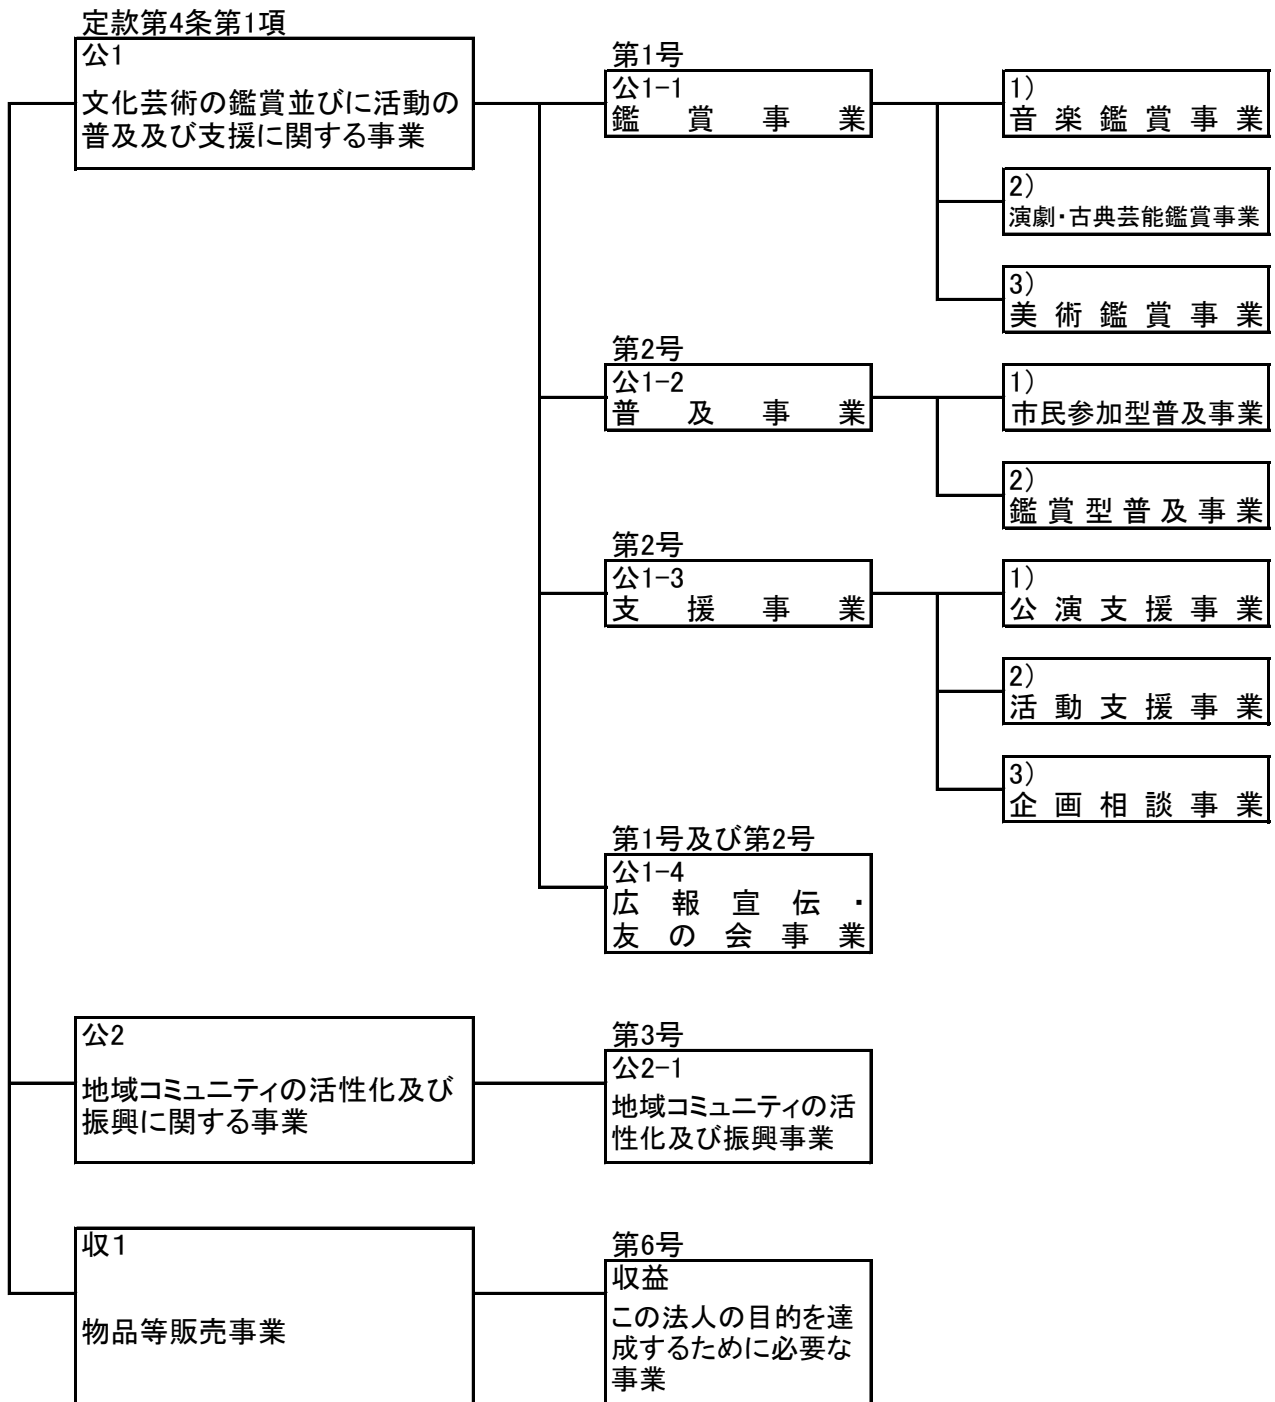 定款第4条第1項
公1
文化芸術の鑑賞並びに活動の
普及及び支援に関する事業
第1号
公1-1
鑑賞事業
1)
音楽鑑賞事業
2)
演劇・古典芸能鑑賞事業
3)
美術鑑賞事業
第2号
公1-2
普及事業
1)
市民参加型普及事業
2)
鑑賞型普及事業
第2号
公1-3
支援事業
1)
公演支援事業
2)
活動支援事業
3)
企画相談事業
第1号及び第2号
公1-4
広報宣伝・
友の会事業
公2
地域コミュニティの活性化及び
振興に関する事業
第3号
公2-1
地域コミュニティの活
性化及び振興事業
収1
物品等販売事業
第6号
収益
この法人の目的を達
成するために必要な
事業